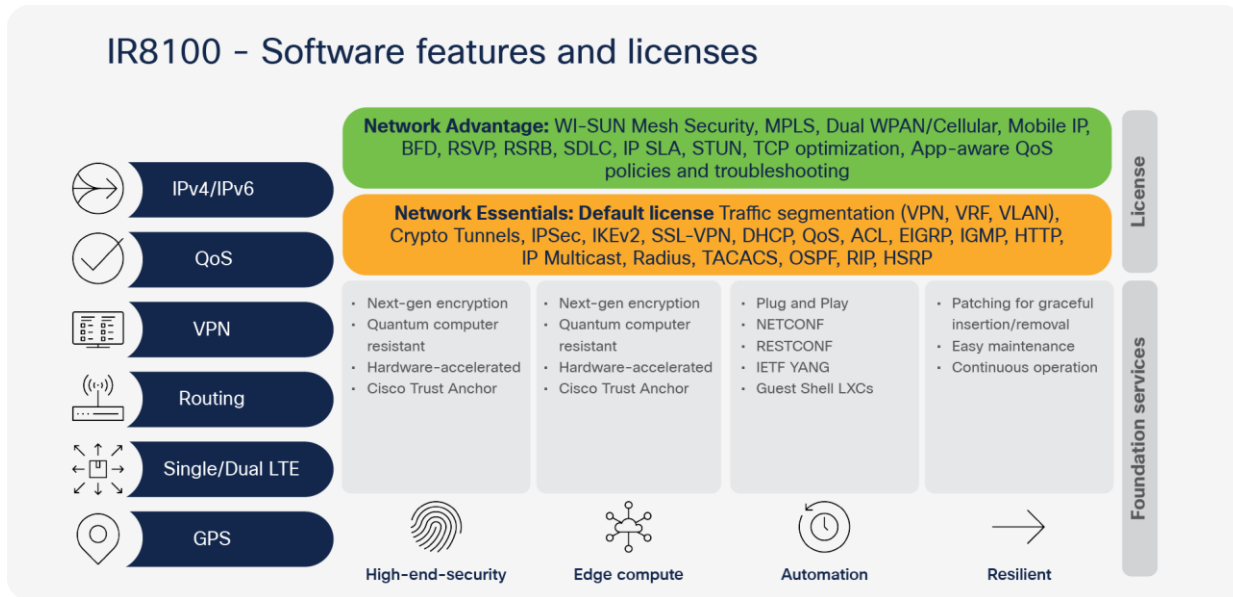 IR8100 - Software features and licenses
Network Advantage: WI-SUN Mesh Security, MPLS, Dual WPAN/Cellular, Mobile IP,
BFD, RSVP, RSRB, SDLC, IP SLA, STUN, TCP optimization, App-aware QoS
policies and troubleshooting
Network Essentials: Default license Traffic segmentation (VPN, VRF, VLAN),
Crypto Tunnels, IPSec, IKEv2, SSL-VPN, DHCP, QoS, ACL, EIGRP, IGMP, HTTP,
IP Multicast, Radius, TACACS, OSPF, RIP, HSRP
License
IPv4/IPv6
QoS
VPN
Routing
Single/Dual LTE
GPS
• Next-gen encryption
• Quantum computer
resistant
• Hardware-accelerated
• Cisco Trust Anchor
High-end-security
• Next-gen encryption
• Quantum computer
resistant
• Hardware-accelerated
• Cisco Trust Anchor
Edge compute
• Plug and Play
• NETCONF
• RESTCONF
• IETF YANG
• Guest Shell LXCs
Automation
• Patching for graceful
insertion/removal
• Easy maintenance
• Continuous operation
Resilient
Foundation services